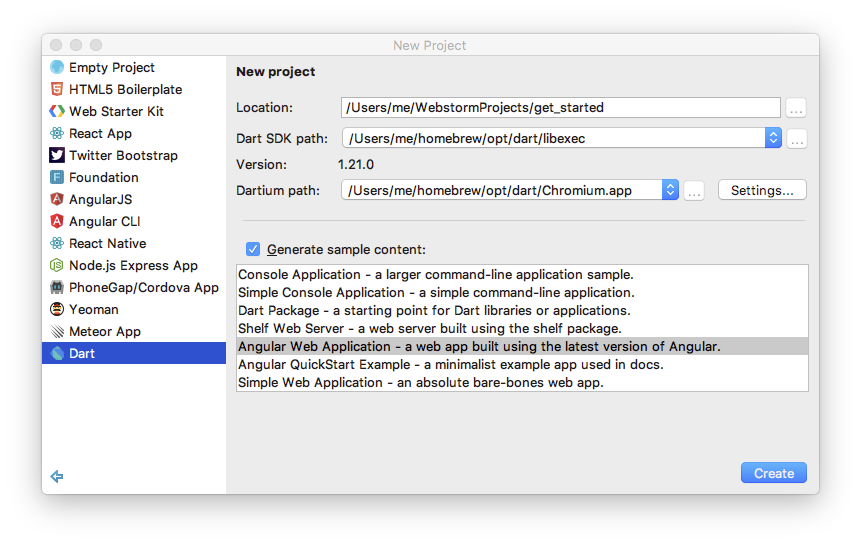 New Project
Empty Project
HTML5 Boilerplate
Web Starter Kit
React App
Twitter Bootstrap
Foundation
AngularJS
Angular CLI
React Native
Node.js Express App
PhoneGap/Cordova App
Yeoman
Meteor App
Dart
New project
Location: /Users/me/WebstormProjects/get_started ...
Dart SDK path: /Users/me/homebrew/opt/dart/libexec ...
Version: 1.21.0
Dartium path: /Users/me/homebrew/opt/dart/Chromium.app ... Settings...
Generate sample content:
Console Application - a larger command-line application sample.
Simple Console Application - a simple command-line application.
Dart Package - a starting point for Dart libraries or applications.
Shelf Web Server - a web server built using the shelf package.
Angular Web Application - a web app built using the latest version of Angular.
Angular QuickStart Example - a minimalist example app used in docs.
Simple Web Application - an absolute bare-bones web app.
Create